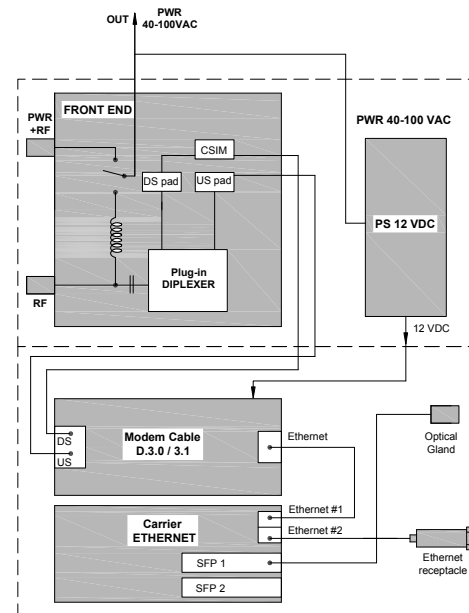 OUT
PWR
40-100VAC
FRONT END
PWR
+RF
CSIM
PWR 40-100 VAC
DS pad
US pad
PS 12 VDC
Plug-in
DIPLEXER
RF
12 VDC
DS
US
Modem Cable
D.3.0 / 3.1
Ethernet
Optical
Gland
Carrier
ETHERNET
Ethernet #1
Ethernet #2
SFP 1
SFP 2
Ethernet
receptacle